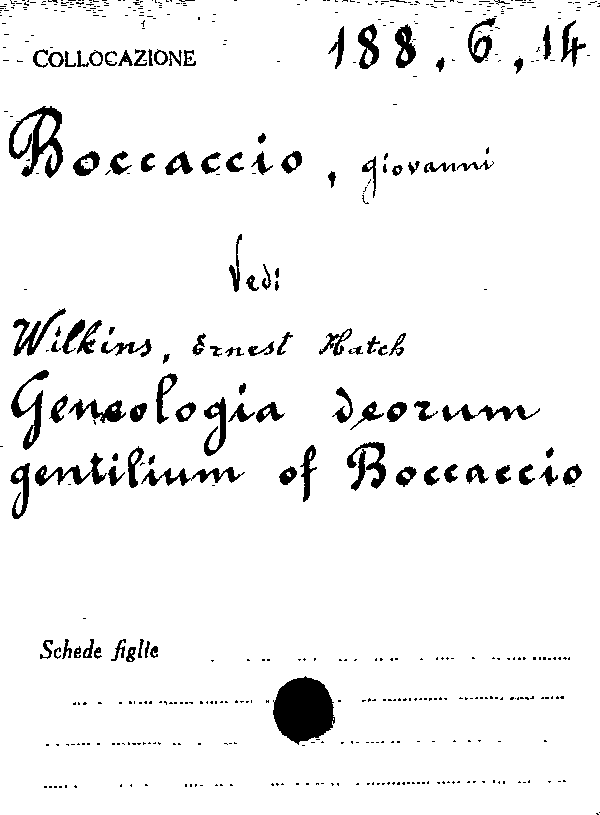 COLLOCAZIONE 188.6.14
Boccaccio, Giovanni
Vedi
Wilkins, Ernest Hatch
Geneologia deorum
gentilium of Boccaccio
Schede figlie